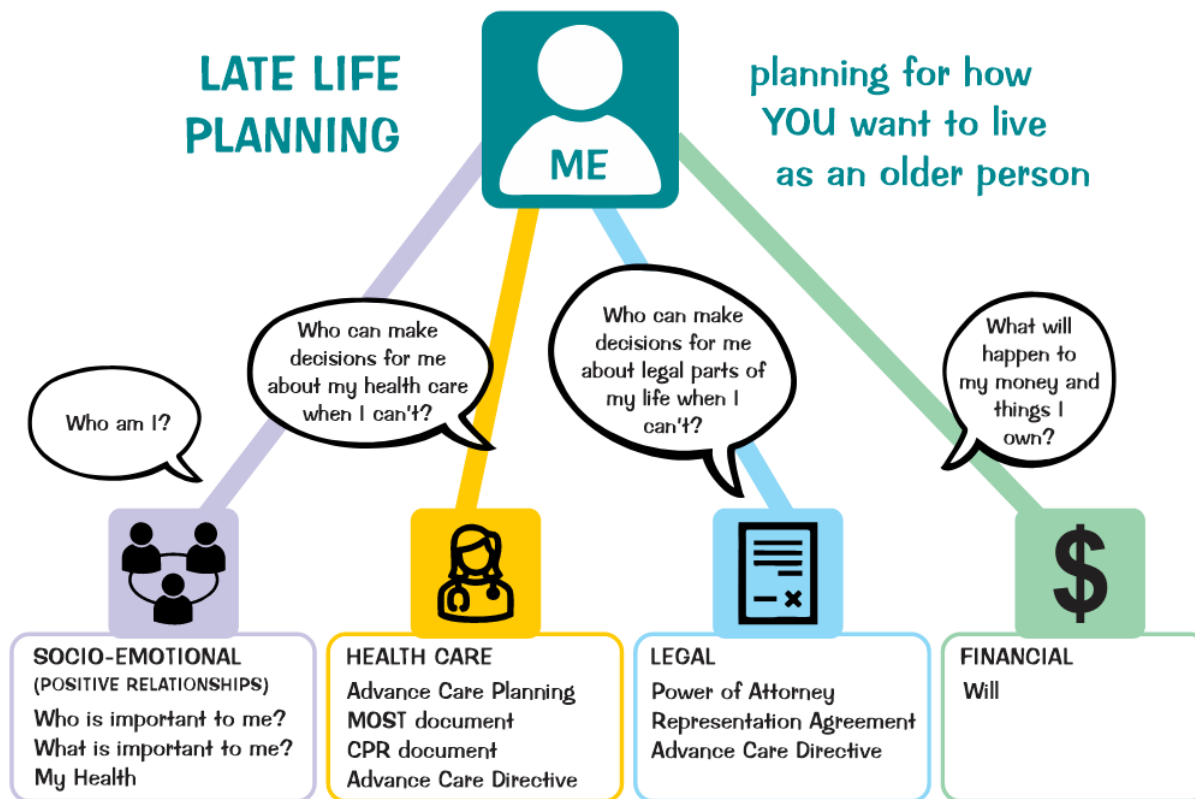 LATE LIFE
PLANNING
ME
planning for how
YOU want to live
as an older person
Who am I?
Who can make
decisions for me
about my health care
when I can't?
Who can make
decisions for me
about legal parts of
my life when I
can't?
What will
happen to
my money and
things I
own?
SOCIO-EMOTIONAL
(POSITIVE RELATIONSHIPS)
Who is important to me?
What is important to me?
My Health
HEALTH CARE
Advance Care Planning
MOST document
CPR document
Advance Care Directive
LEGAL
Power of Attorney
Representation Agreement
Advance Care Directive
$
FINANCIAL
Will